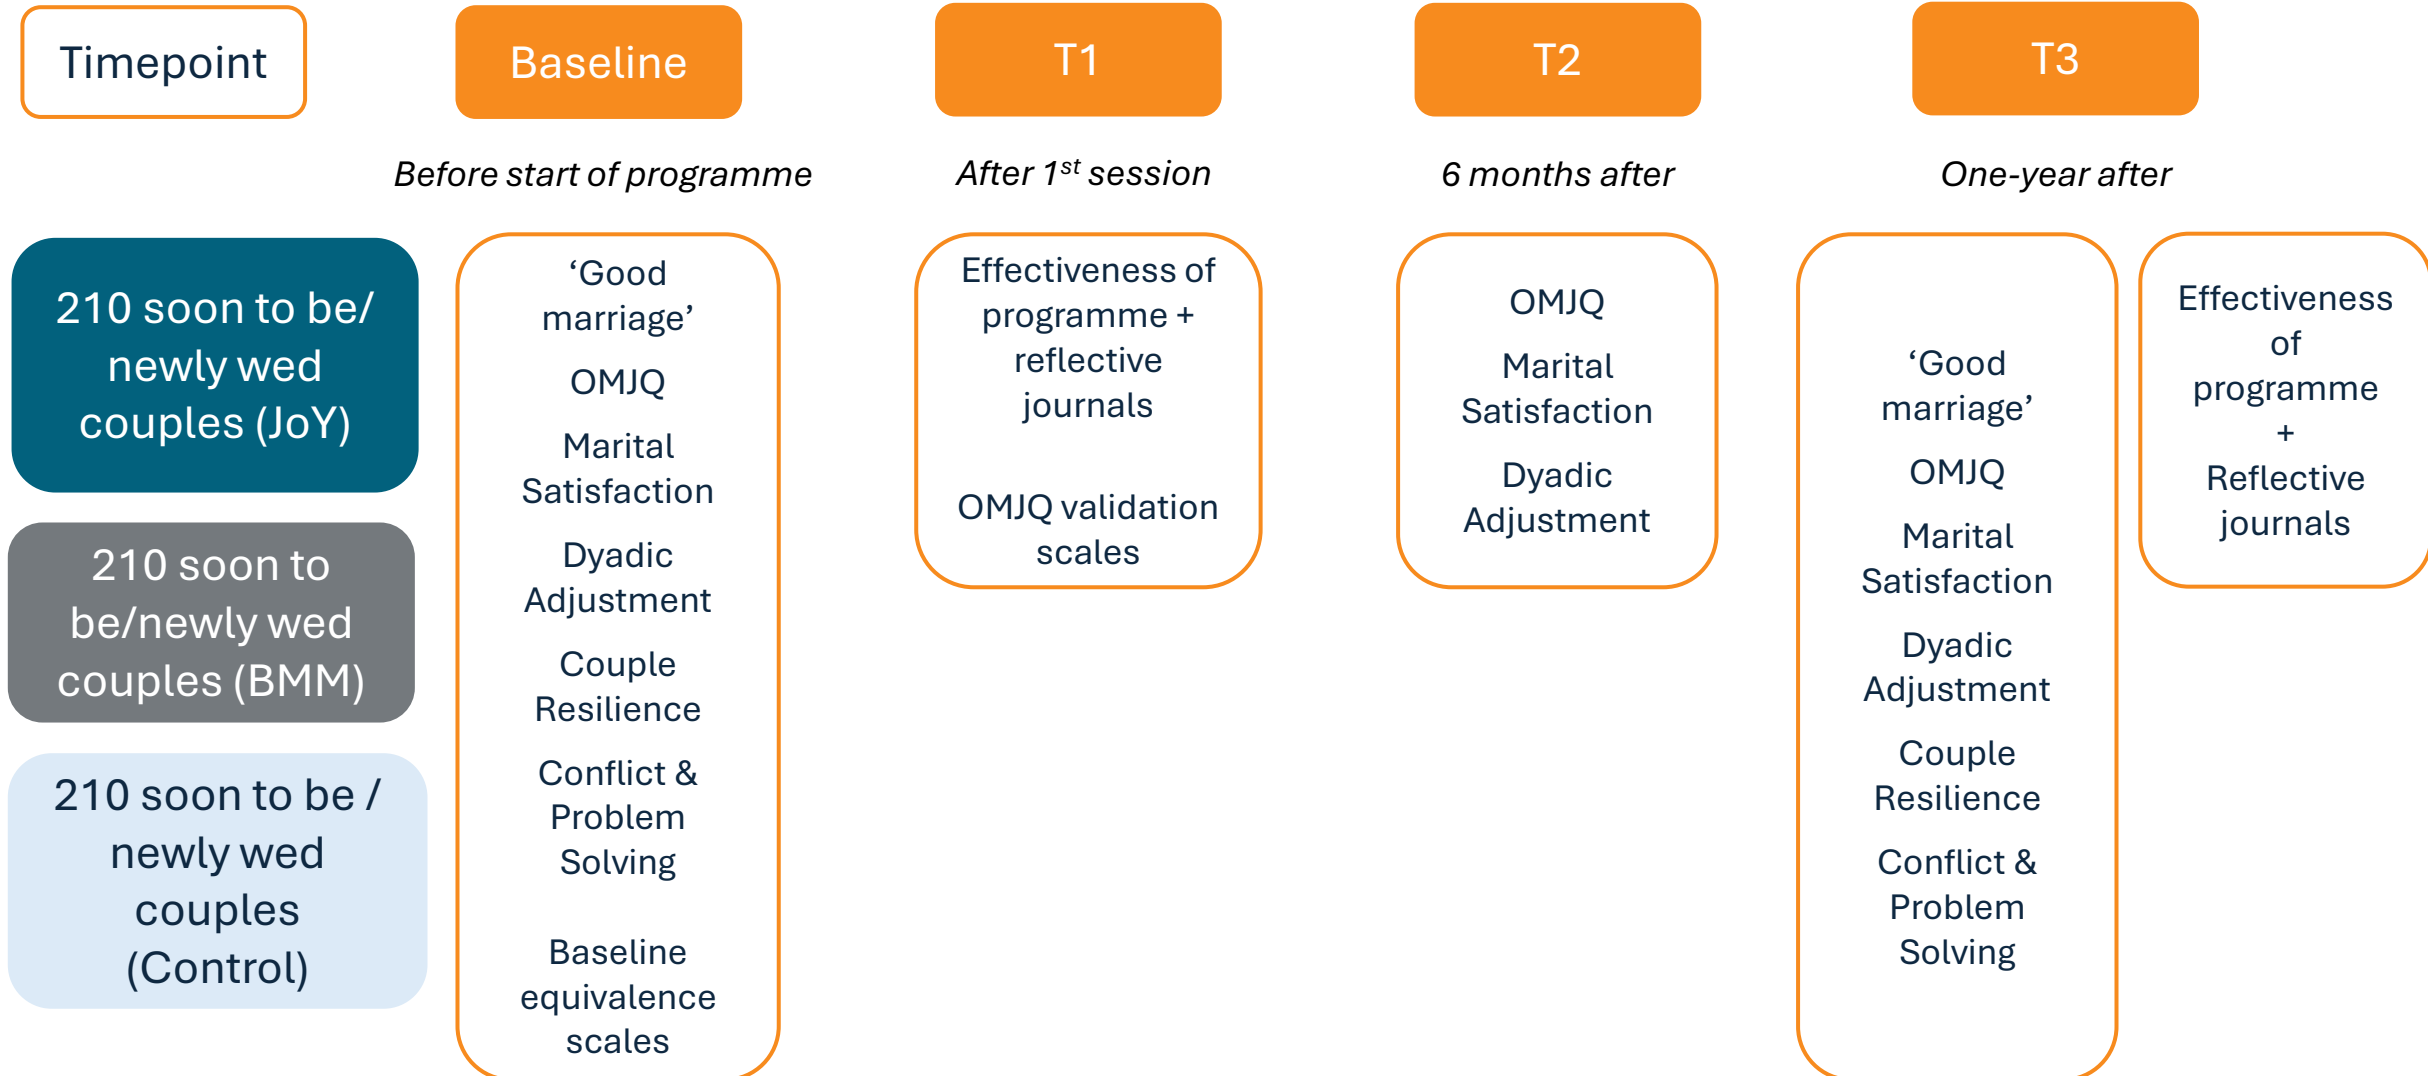 Timepoint
Baseline
T1
T2
T3
Before start of programme
After 1st session
6 months after
One-year after
210 soon to be/
newly wed
couples (JoY)
210 soon to
be/newly wed
couples (BMM)
210 soon to be /
newly wed
couples
(Control)
‘Good
marriage’
OMJQ
Marital
Satisfaction
Dyadic
Adjustment
Couple
Resilience
Conflict &
Problem
Solving
Baseline
equivalence
scales
Effectiveness of
programme +
reflective
journals
OMJQ validation
scales
OMJQ
Marital
Satisfaction
Dyadic
Adjustment
‘Good
marriage’
OMJQ
Marital
Satisfaction
Dyadic
Adjustment
Couple
Resilience
Conflict &
Problem
Solving
Effectiveness
of
programme
+
Reflective
journals